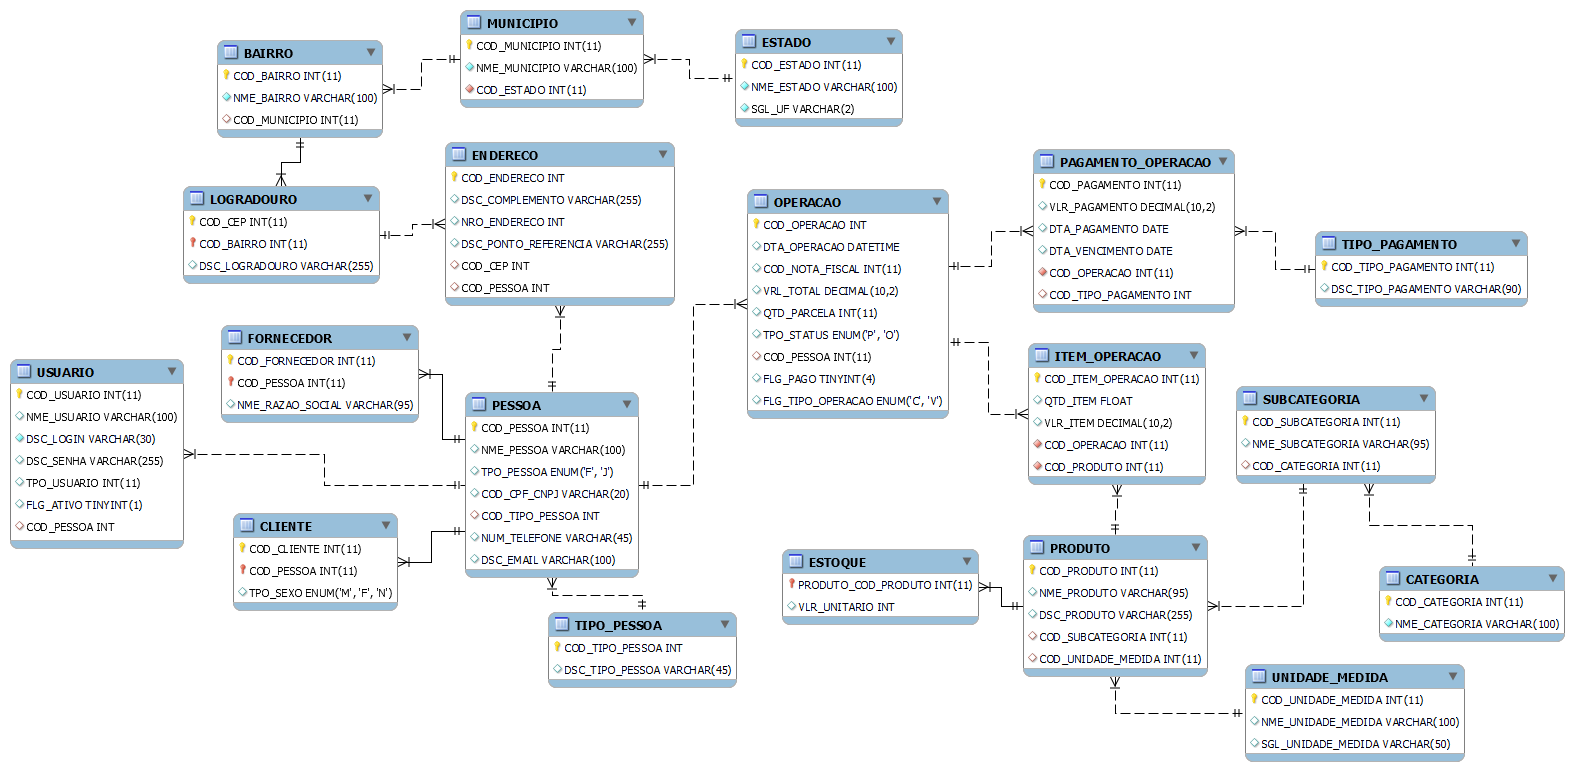 MUNICIPIO
COD_MUNICIPIO INT(11)
NME_MUNICIPIO VARCHAR(100)
COD_ESTADO INT(11)
ESTADO
COD_ESTADO INT(11)
NME_ESTADO VARCHAR(100)
SGL_UF VARCHAR(2)
BAIRRO
COD_BAIRRO INT(11)
NME_BAIRRO VARCHAR(100)
COD_MUNICIPIO INT(11)
LOGRADOURO
COD_CEP INT(11)
COD_BAIRRO INT(11)
DSC_LOGRADOURO VARCHAR(255)
ENDERECO
COD_ENDERECO INT
DSC_COMPLEMENTO VARCHAR(255)
NRO_ENDERECO INT
DSC_PONTO_REFERENCIA VARCHAR(255)
COD_CEP INT
COD_PESSOA INT
OPERACAO
COD_OPERACAO INT
DTA_OPERACAO DATETIME
COD_NOTA_FISCAL INT(11)
VRL_TOTAL DECIMAL(10,2)
QTD_PARCELA INT(11)
TPO_STATUS ENUM('P', 'O')
COD_PESSOA INT(11)
FLG_PAGO TINYINT(4)
FLG_TIPO_OPERACAO ENUM('C', 'V')
PAGAMENTO_OPERACAO
COD_PAGAMENTO INT(11)
VLR_PAGAMENTO DECIMAL(10,2)
DTA_PAGAMENTO DATE
DTA_VENCIMENTO DATE
COD_OPERACAO INT(11)
COD_TIPO_PAGAMENTO INT
TIPO_PAGAMENTO
COD_TIPO_PAGAMENTO INT(11)
DSC_TIPO_PAGAMENTO VARCHAR(90)
FORNECEDOR
COD_FORNECEDOR INT(11)
COD_PESSOA INT(11)
NME_RAZAO_SOCIAL VARCHAR(95)
USUARIO
COD_USUARIO INT(11)
NME_USUARIO VARCHAR(100)
DSC_LOGIN VARCHAR(30)
DSC_SENHA VARCHAR(255)
TPO_USUARIO INT(11)
FLG_ATIVO TINYINT(1)
COD_PESSOA INT
PESSOA
COD_PESSOA INT(11)
NME_PESSOA VARCHAR(100)
TPO_PESSOA ENUM('F', 'J')
COD_CPF_CNPJ VARCHAR(20)
COD_TIPO_PESSOA INT
NUM_TELEFONE VARCHAR(45)
DSC_EMAIL VARCHAR(100)
CLIENTE
COD_CLIENTE INT(11)
COD_PESSOA INT(11)
TPO_SEXO ENUM('M', 'F', 'N')
TIPO_PESSOA
COD_TIPO_PESSOA INT
DSC_TIPO_PESSOA VARCHAR(45)
ITEM_OPERACAO
COD_ITEM_OPERACAO INT(11)
QTD_ITEM FLOAT
VLR_ITEM DECIMAL(10,2)
COD_OPERACAO INT(11)
COD_PRODUTO INT(11)
SUBCATEGORIA
COD_SUBCATEGORIA INT(11)
NME_SUBCATEGORIA VARCHAR(95)
COD_CATEGORIA INT(11)
ESTOQUE
PRODUTO_COD_PRODUTO INT(11)
VLR_UNITARIO INT
PRODUTO
COD_PRODUTO INT(11)
NME_PRODUTO VARCHAR(95)
DSC_PRODUTO VARCHAR(255)
COD_SUBCATEGORIA INT(11)
COD_UNIDADE_MEDIDA INT(11)
CATEGORIA
COD_CATEGORIA INT(11)
NME_CATEGORIA VARCHAR(100)
UNIDADE_MEDIDA
COD_UNIDADE_MEDIDA INT(11)
NME_UNIDADE_MEDIDA VARCHAR(100)
SGL_UNIDADE_MEDIDA VARCHAR(50)